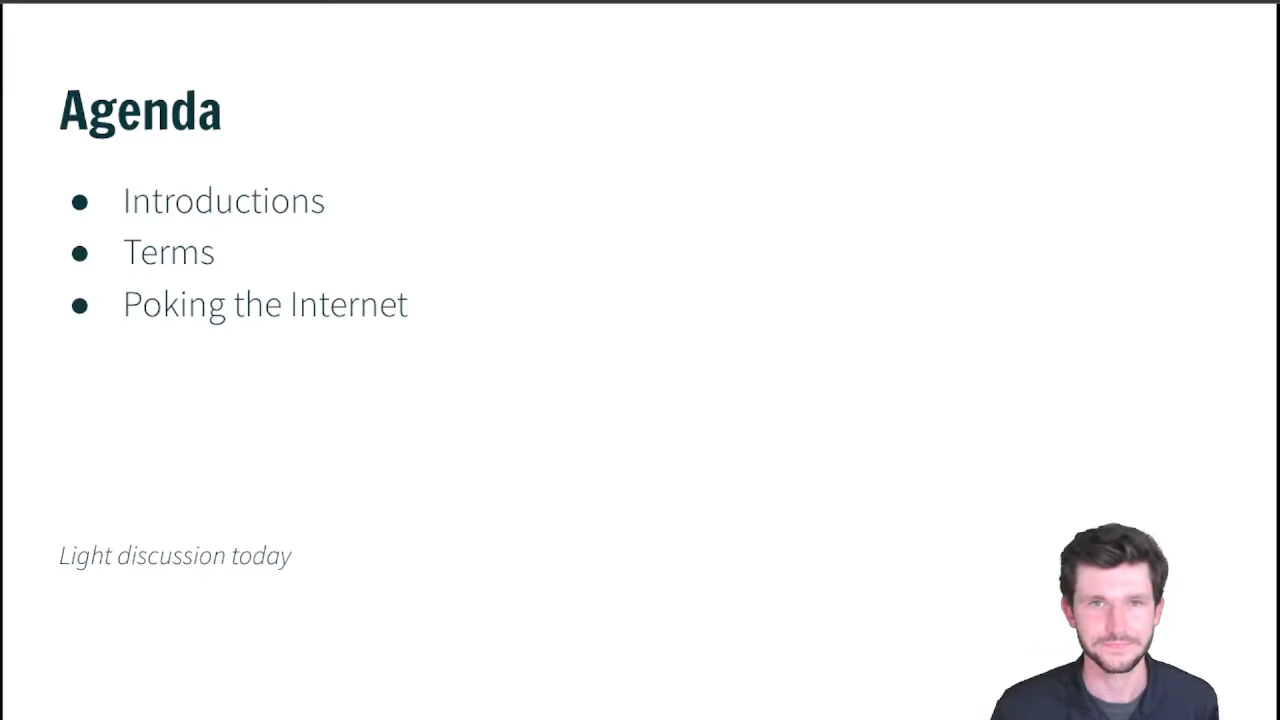 Agenda
Introductions
Terms
Poking the Internet
Light discussion today